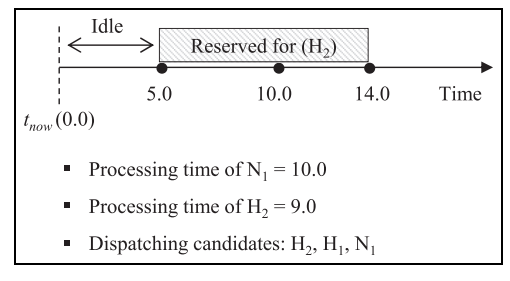 Idle
Reserved for (H₂)
5.0 10.0 14.0 Time
t_now (0.0)
▪ Processing time of N₁ = 10.0
▪ Processing time of H₂ = 9.0
▪ Dispatching candidates: H₂, H₁, N₁